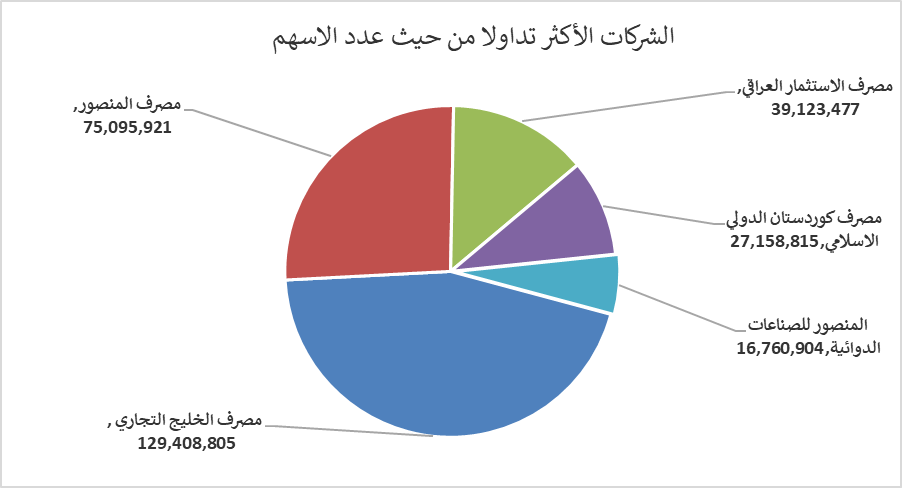 الشركات الأكثر تداولا من حيث عدد الاسهم
مصرف الاستثمار العراقي,
39,123,477
مصرف كوردستان الدولي
الاسلامي, 27,158,815
المنصور للصناعات
الدوائية, 16,760,904
مصرف الخليج التجاري ,
129,408,805
مصرف المنصور,
75,095,921